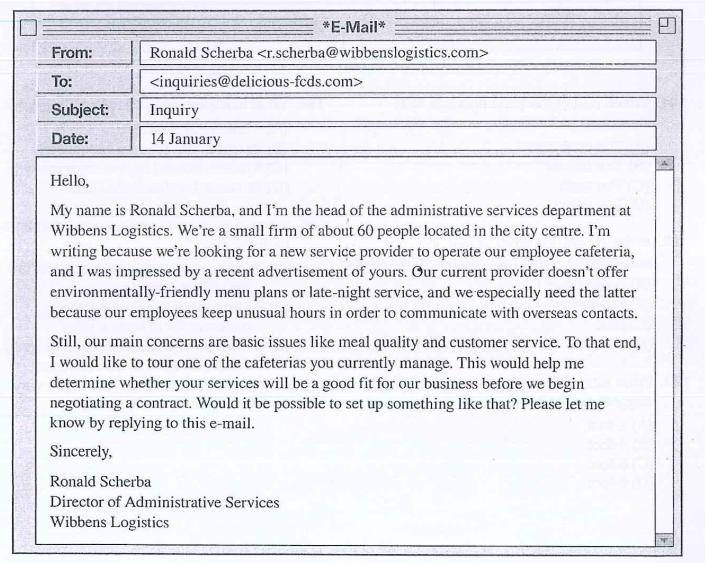 *E-Mail*
From: Ronald Scherba <r.scherba@wibbenslogistics.com>
To: <inquiries@delicious-fcds.com>
Subject: Inquiry
Date: 14 January
Hello,
My name is Ronald Scherba, and I'm the head of the administrative services department at
Wibbens Logistics. We're a small firm of about 60 people located in the city centre. I'm
writing because we're looking for a new service provider to operate our employee cafeteria,
and I was impressed by a recent advertisement of yours. Our current provider doesn't offer
environmentally-friendly menu plans or late-night service, and we especially need the latter
because our employees keep unusual hours in order to communicate with overseas contacts.
Still, our main concerns are basic issues like meal quality and customer service. To that end,
I would like to tour one of the cafeterias you currently manage. This would help me
determine whether your services will be a good fit for our business before we begin
negotiating a contract. Would it be possible to set up something like that? Please let me
know by replying to this e-mail.
Sincerely,
Ronald Scherba
Director of Administrative Services
Wibbens Logistics